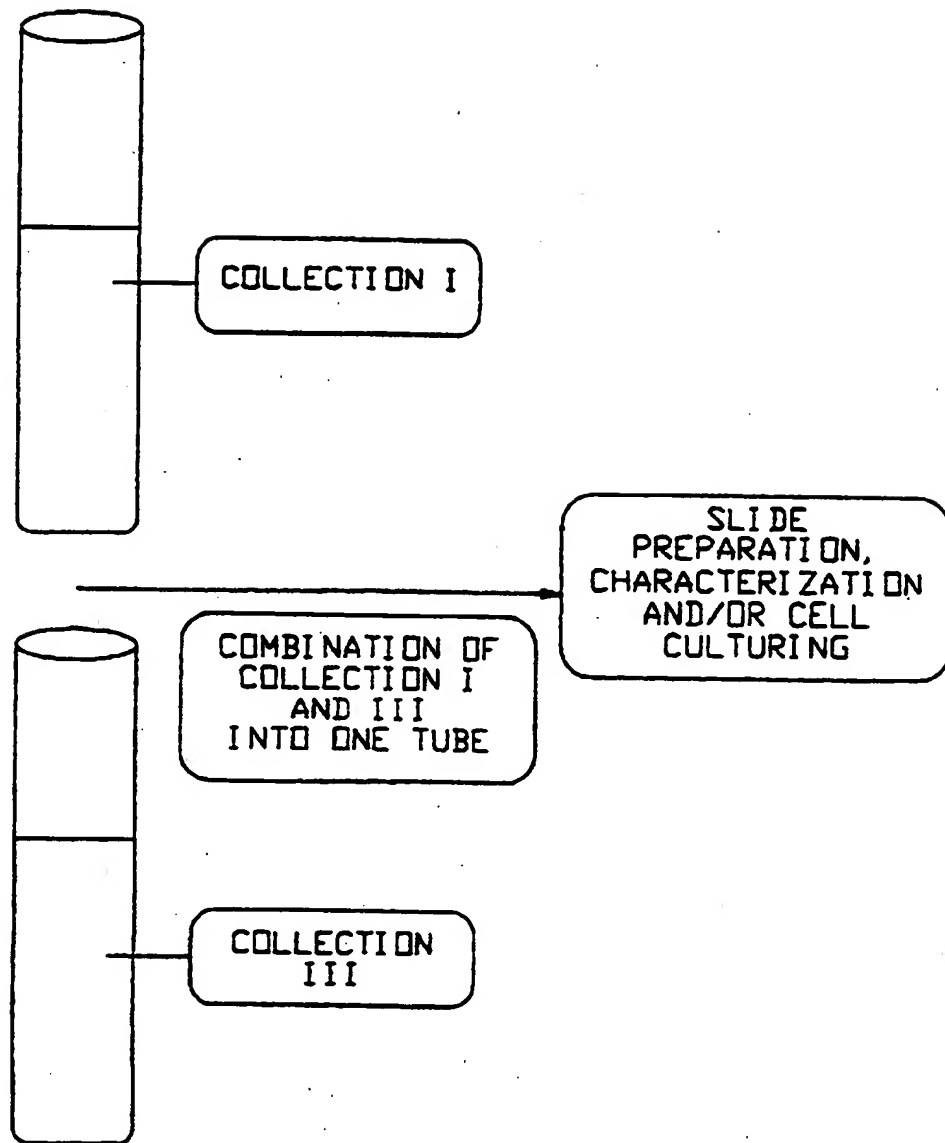 COLLECTION I
SLIDE
PREPARATION,
CHARACTERIZATION
AND/OR CELL
CULTURING
COMBINATION OF
COLLECTION I
AND III
INTO ONE TUBE
COLLECTION
III